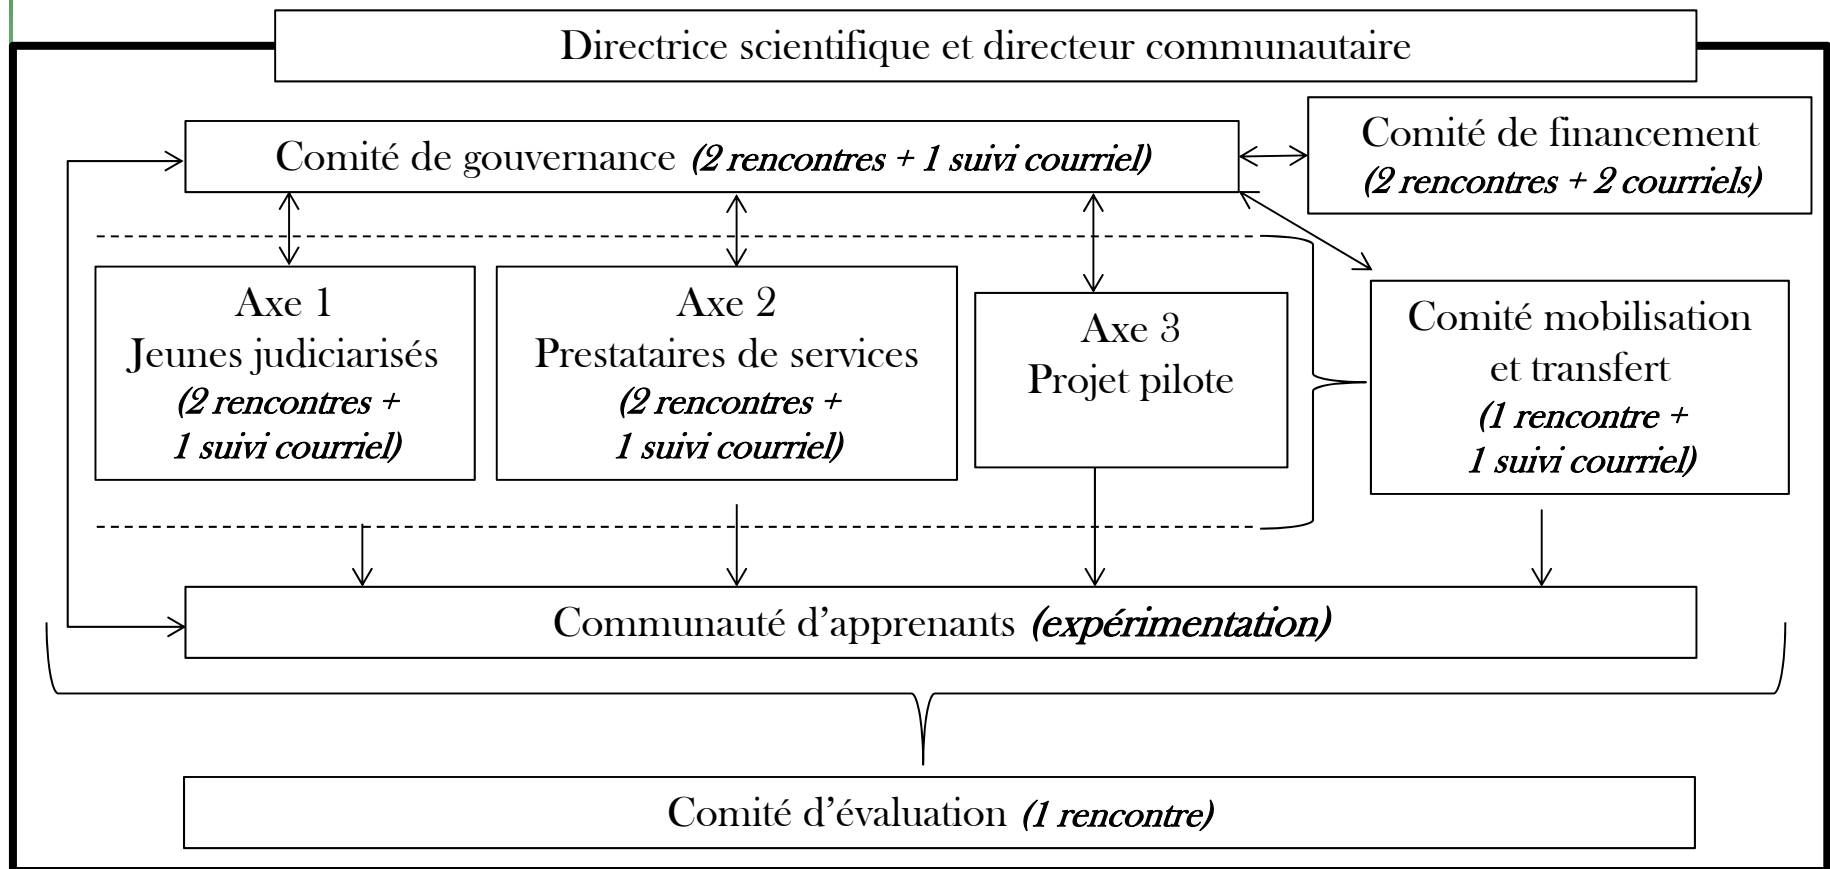 Directrice scientifique et directeur communautaire
Comité de gouvernance (2 rencontres + 1 suivi courriel)
Comité de financement
(2 rencontres + 2 courriels)
Axe 1
Jeunes judiciarisés
(2 rencontres +
1 suivi courriel)
Axe 2
Prestataires de services
(2 rencontres +
1 suivi courriel)
Axe 3
Projet pilote
Comité mobilisation
et transfert
(1 rencontre +
1 suivi courriel)
Communauté d’apprenants (expérimentation)
Comité d’évaluation (1 rencontre)